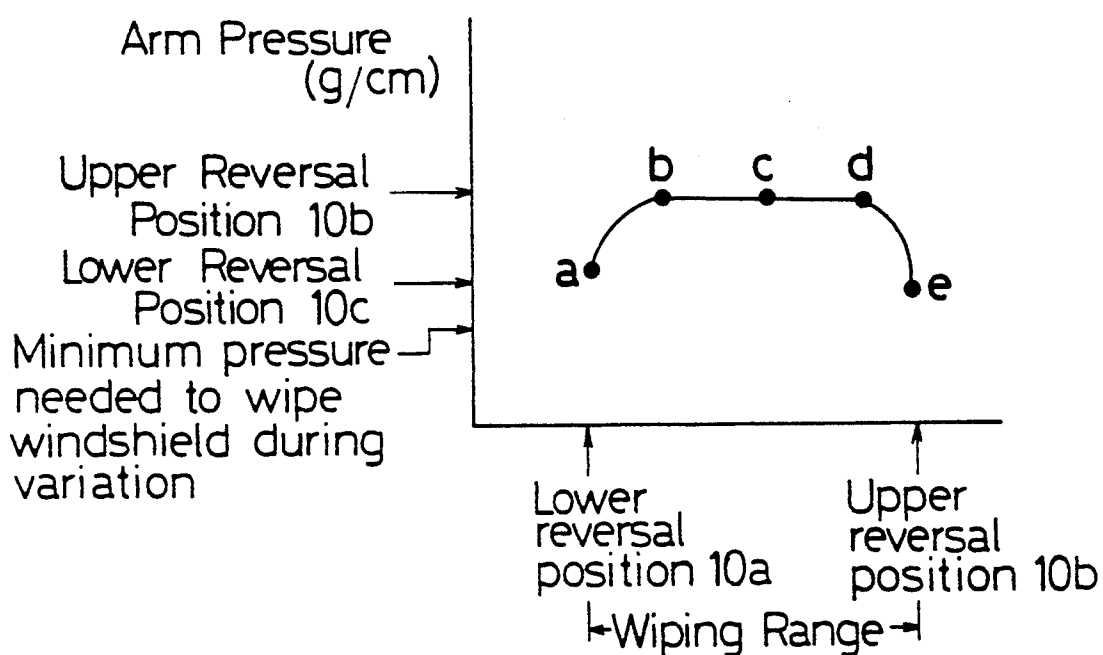 Arm Pressure
(g/cm)
Upper Reversal
Position 10b
Lower Reversal
Position 10c
Minimum pressure
needed to wipe
windshield during
variation
a
b
c
d
e
Lower
reversal
position 10a
Upper
reversal
position 10b
Wiping Range